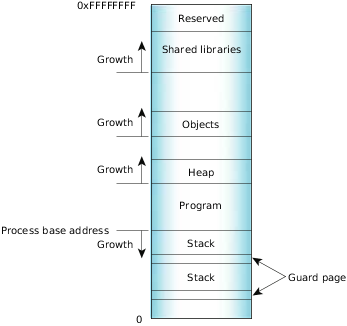 0xFFFFFFFF
Reserved
Shared libraries
Growth
Growth
Objects
Growth
Heap
Program
Process base address
Growth
Stack
Stack
Guard page
0